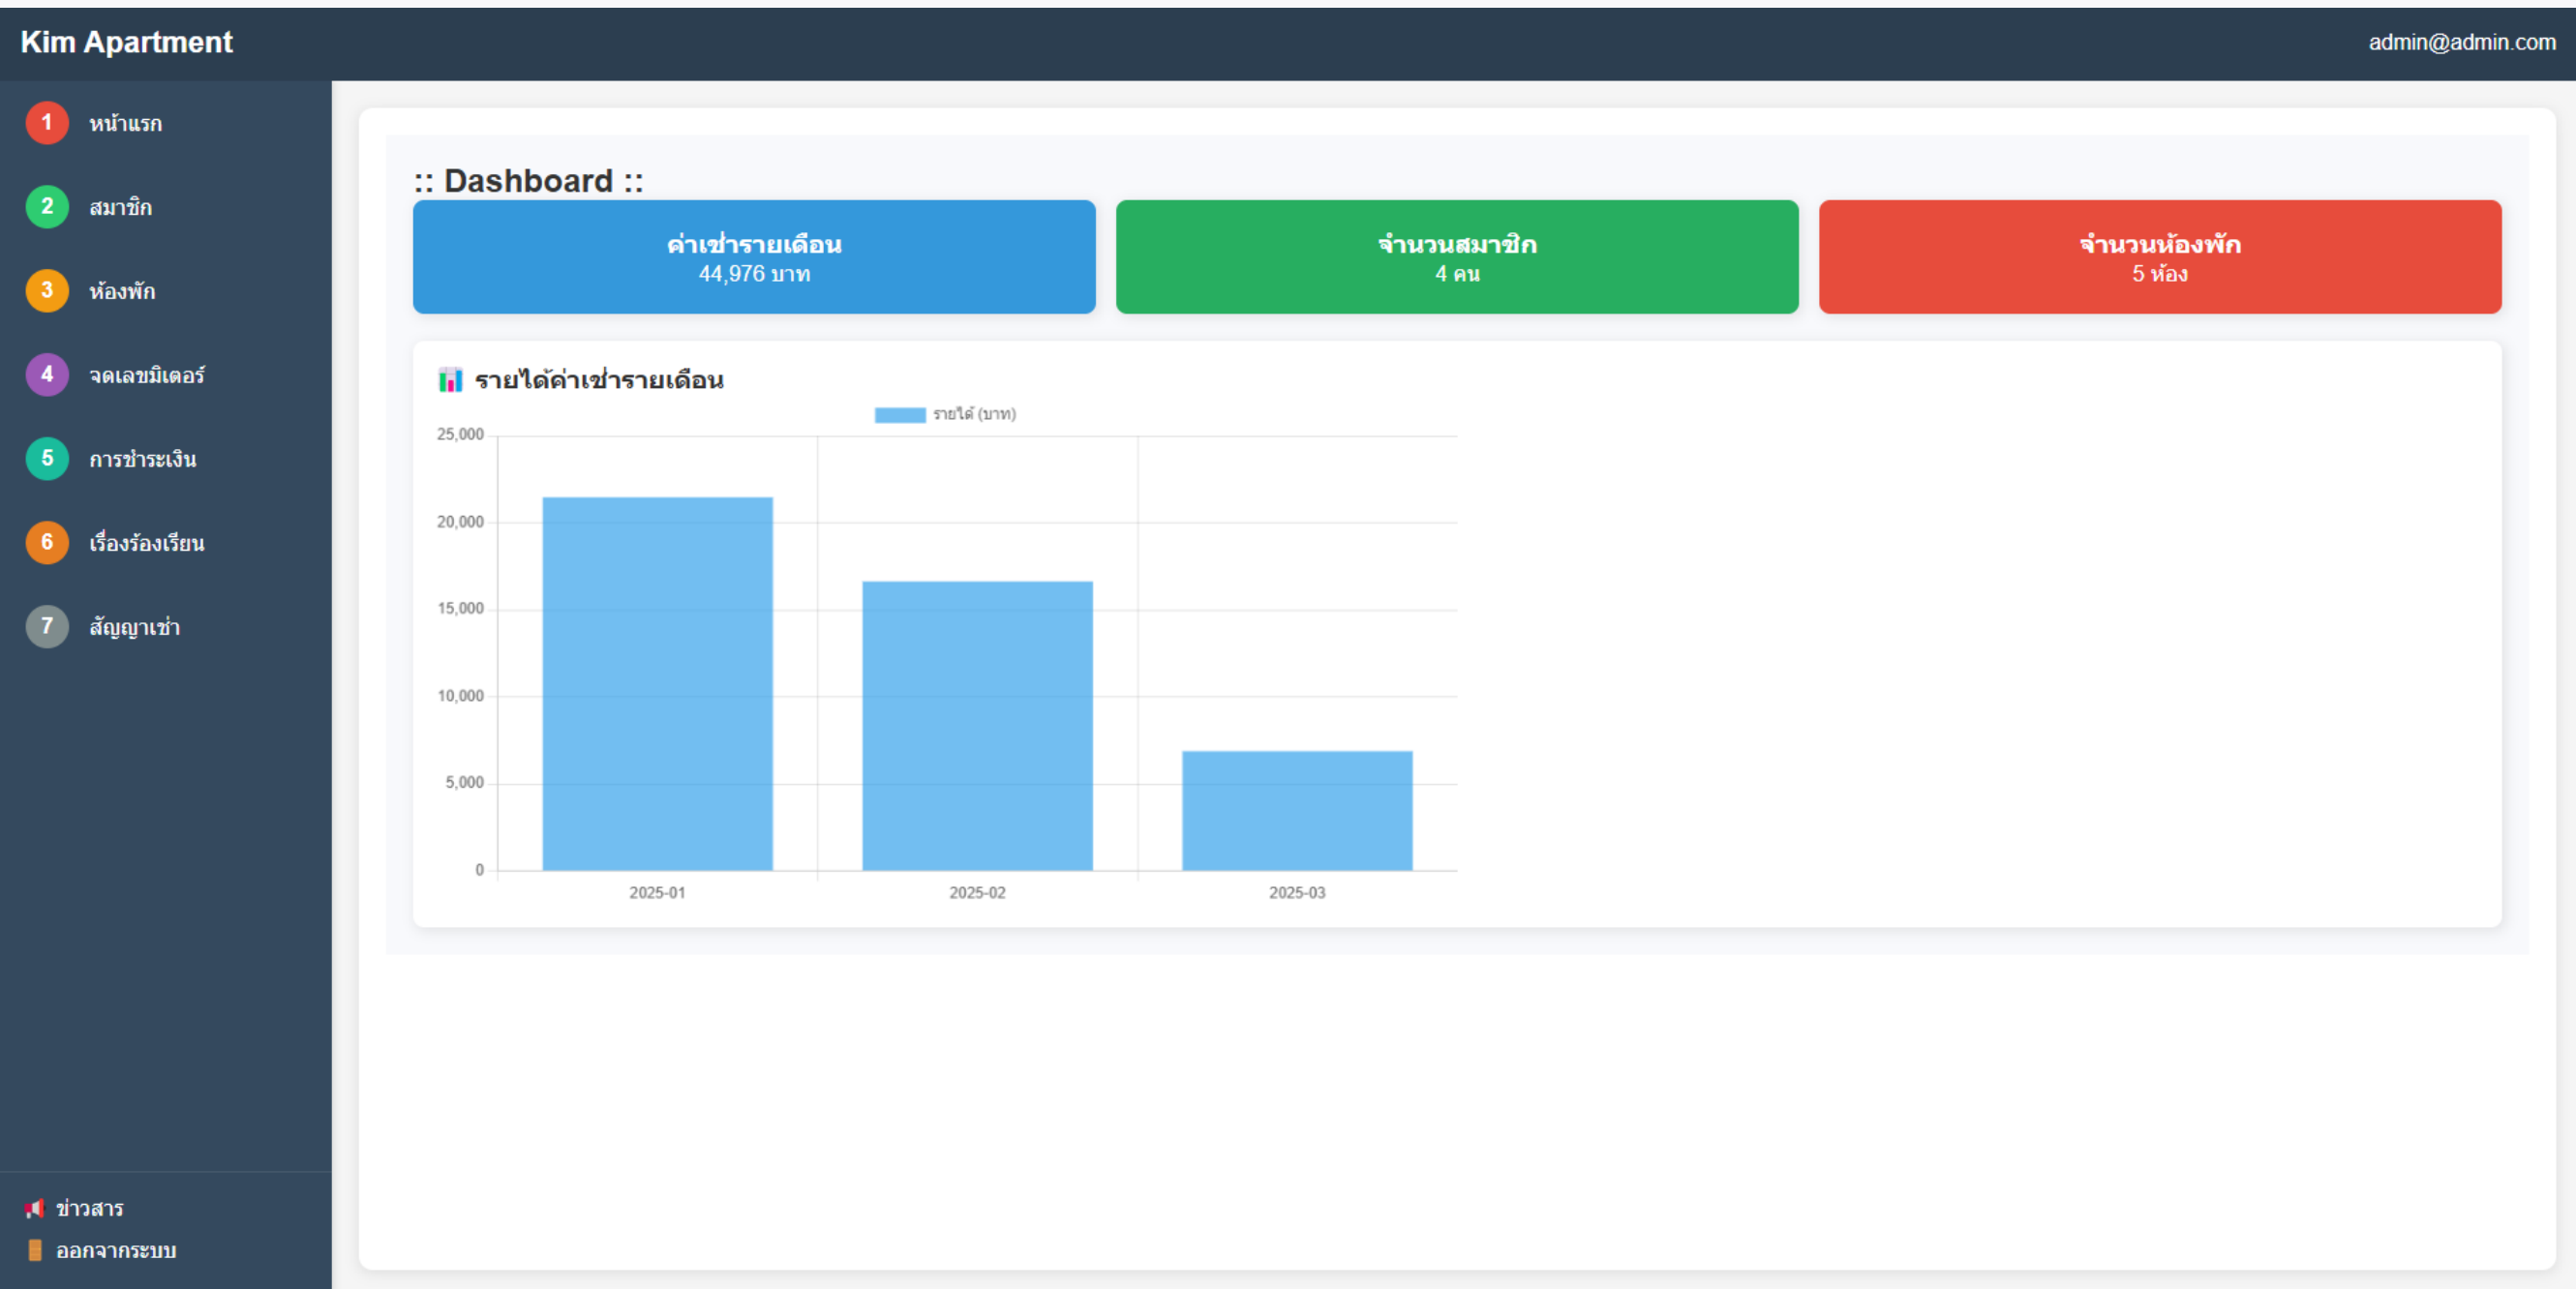 Kim Apartment
admin@admin.com
1 หน้าแรก
2 สมาชิก
3 ห้องพัก
4 จดเลขมิเตอร์
5 การชำระเงิน
6 เรื่องร้องเรียน
7 สัญญาเช่า
ข่าวสาร
ออกจากระบบ
:: Dashboard ::
ค่าเช่ารายเดือน
44,976 บาท
จำนวนสมาชิก
4 คน
จำนวนห้องพัก
5 ห้อง
รายได้ค่าเช่ารายเดือน
รายได้ (บาท)
25,000
20,000
15,000
10,000
5,000
0
2025-01 2025-02 2025-03